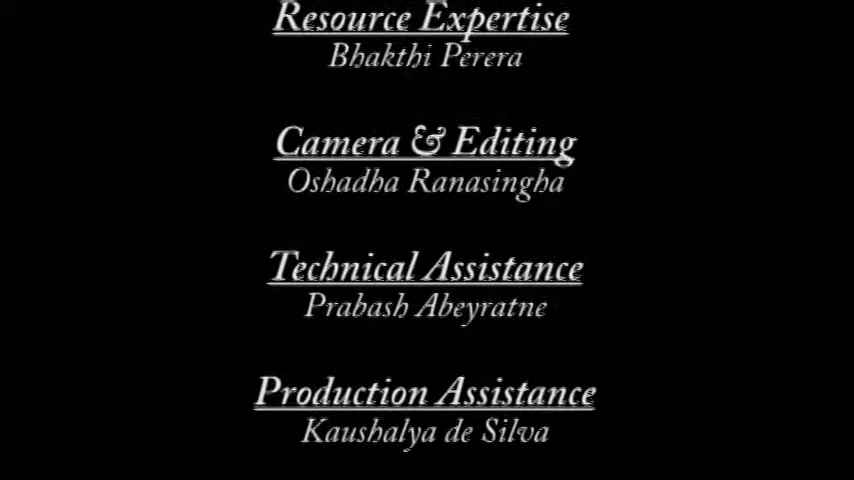 Resource Expertise
Bhakthi Perera
Camera & Editing
Oshadha Ranasingha
Technical Assistance
Prabash Abeyratne
Production Assistance
Kaushalya de Silva